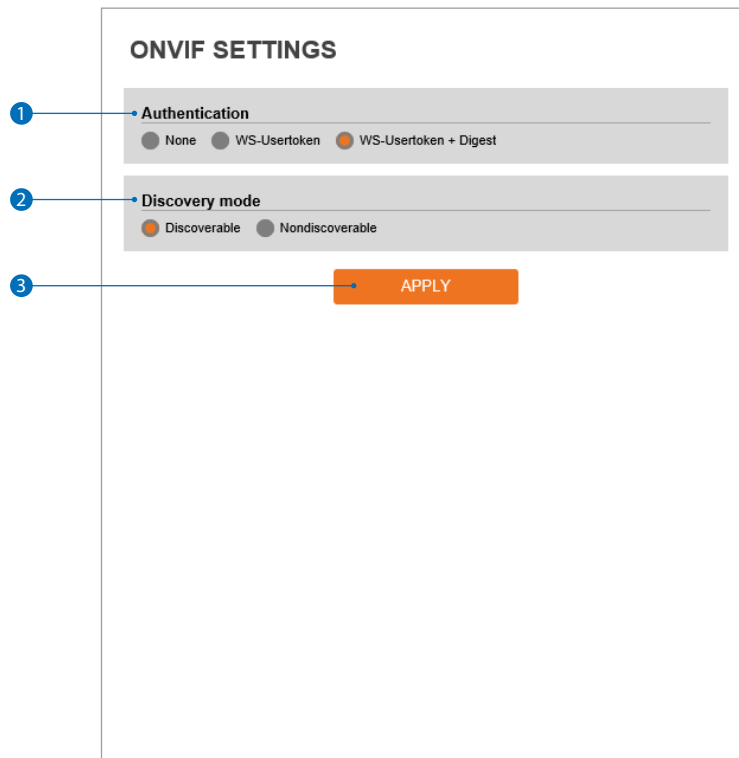 ONVIF SETTINGS
1
Authentication
None WS-Usertoken WS-Usertoken + Digest
2
Discovery mode
Discoverable Nondiscoverable
3
APPLY